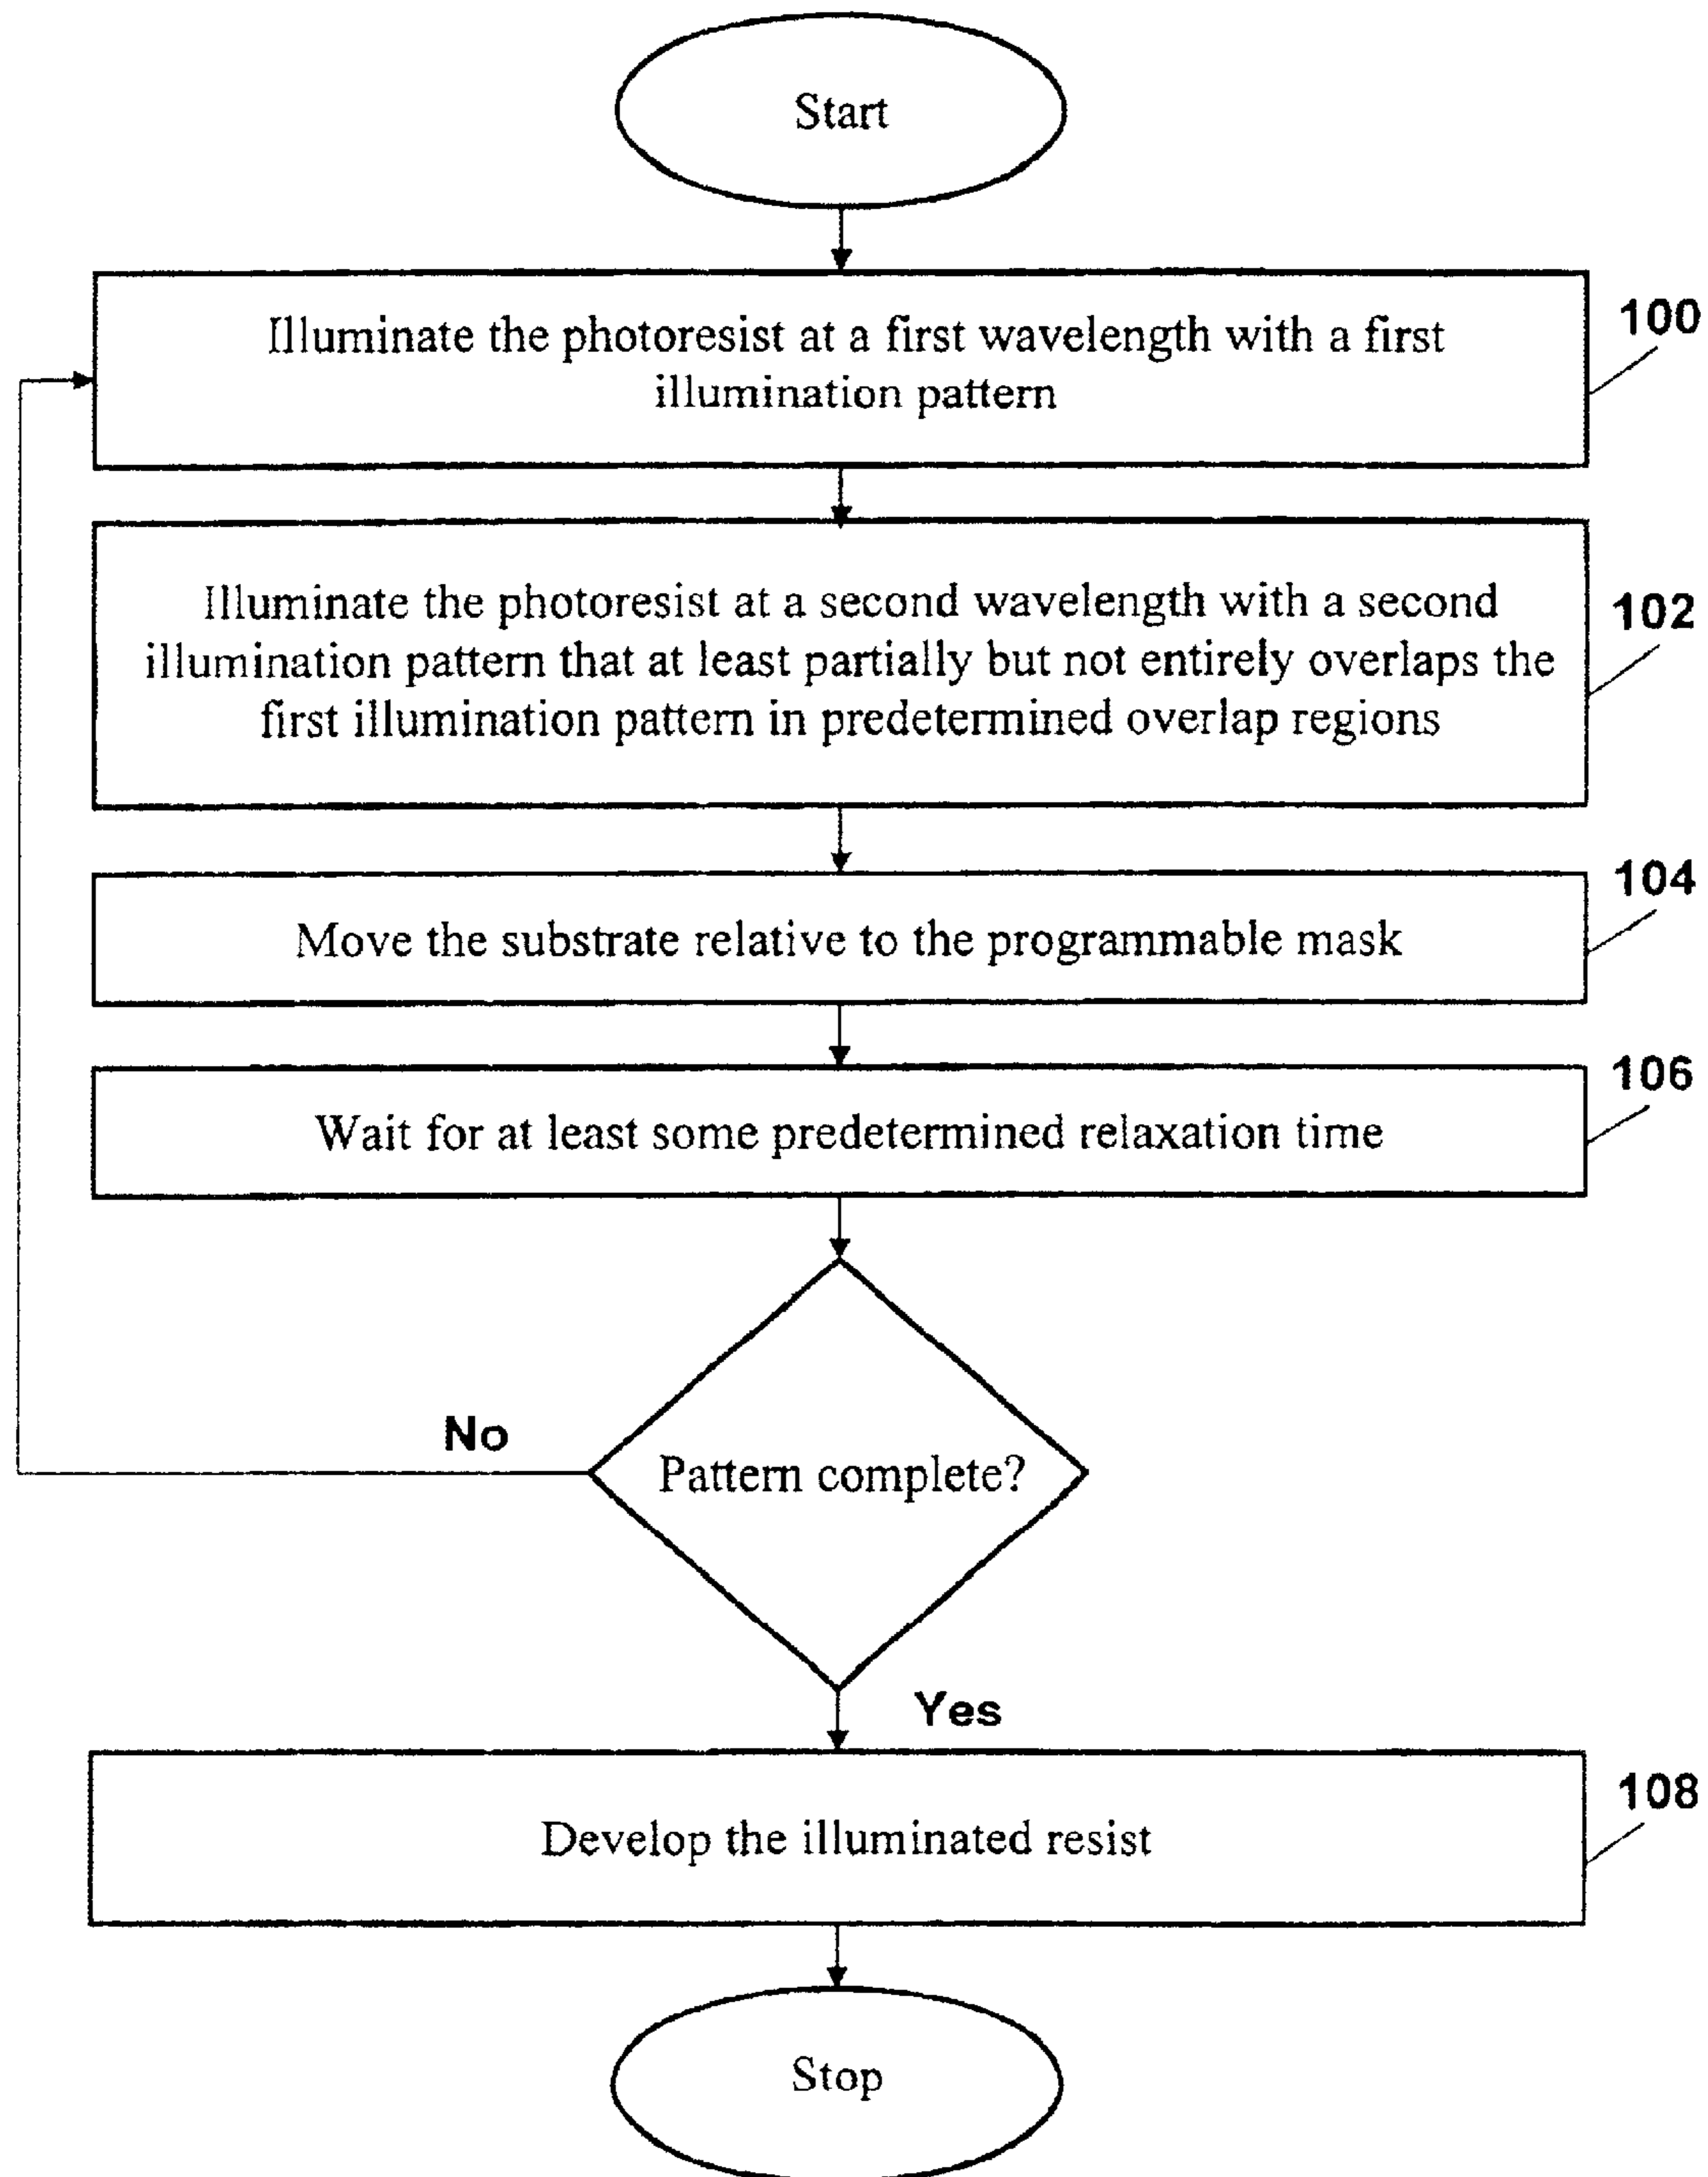 Start
Illuminate the photoresist at a first wavelength with a first
illumination pattern
100
Illuminate the photoresist at a second wavelength with a second
illumination pattern that at least partially but not entirely overlaps the
first illumination pattern in predetermined overlap regions
102
Move the substrate relative to the programmable mask
104
Wait for at least some predetermined relaxation time
106
No
Pattern complete?
Yes
Develop the illuminated resist
108
Stop